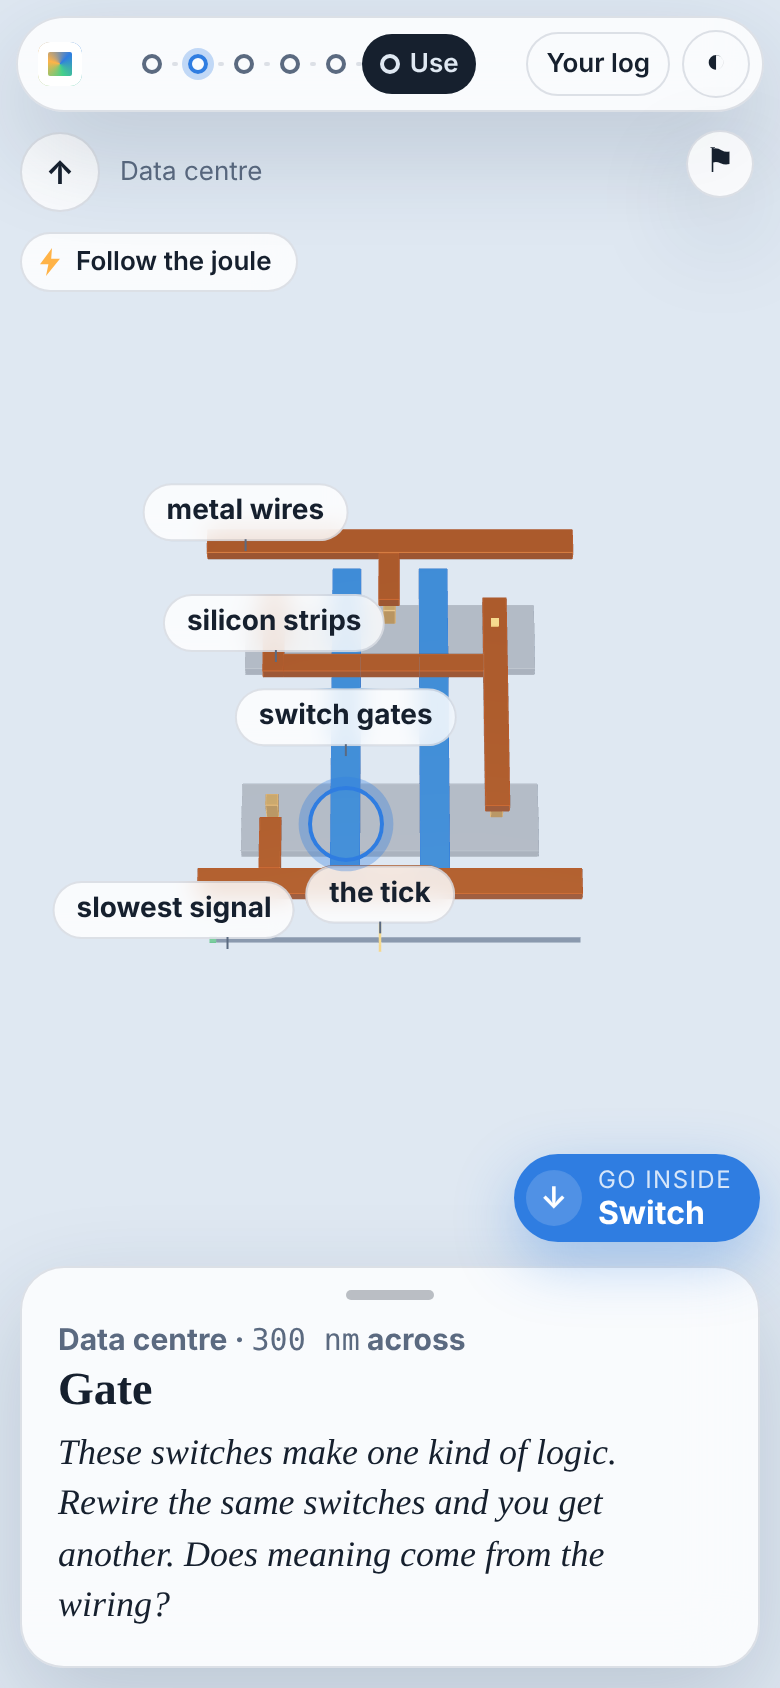 Use
Your log
Data centre
Follow the joule
metal wires
silicon strips
switch gates
the tick
slowest signal
GO INSIDE
Switch
Data centre · 300 nm across
Gate
These switches make one kind of logic.
Rewire the same switches and you get
another. Does meaning come from the
wiring?